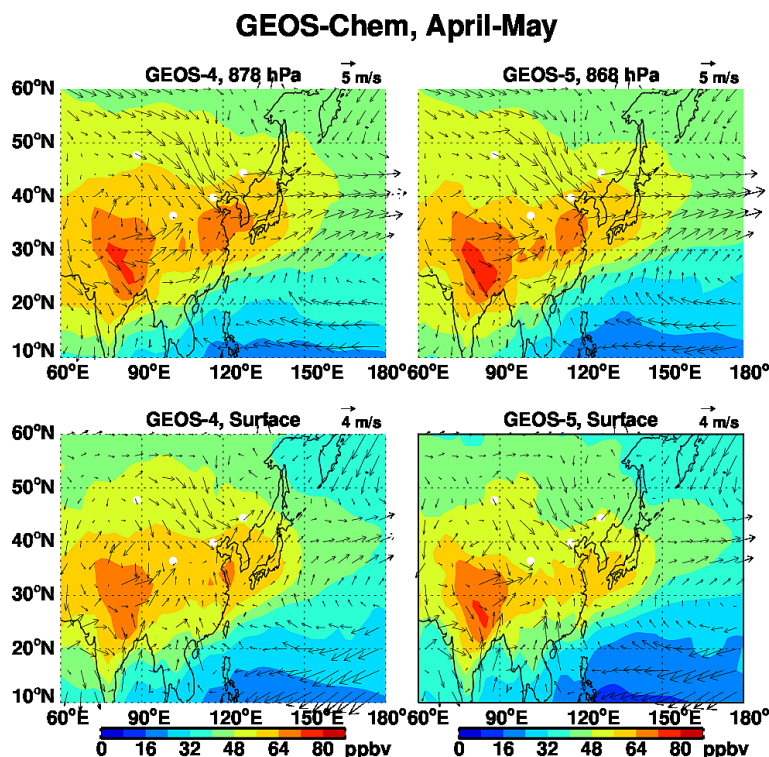 GEOS-Chem, April-May
GEOS-4, 878 hPa
5 m/s
GEOS-5, 868 hPa
5 m/s
60°N
50°N
40°N
30°N
20°N
10°N
60°E 90°E 120°E 150°E 180° 60°E 90°E 120°E 150°E 180°
GEOS-4, Surface
4 m/s
GEOS-5, Surface
4 m/s
60°N
50°N
40°N
30°N
20°N
10°N
60°E 90°E 120°E 150°E 180° 60°E 90°E 120°E 150°E 180°
0 16 32 48 64 80 ppbv
0 16 32 48 64 80 ppbv